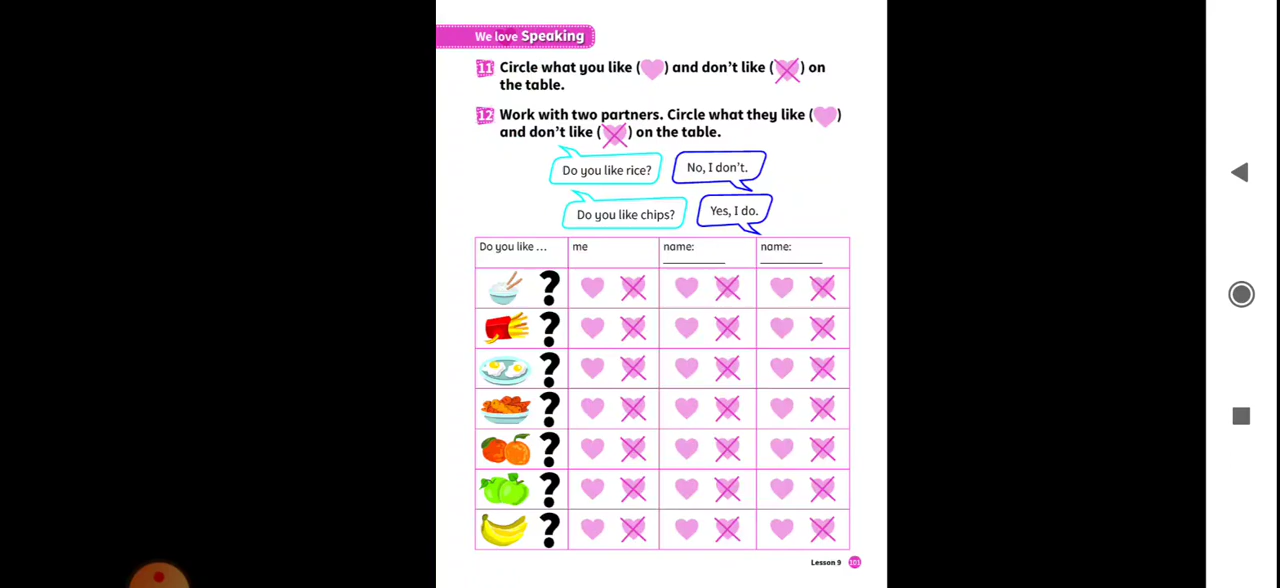 We love Speaking
11 Circle what you like ( ) and don't like ( ) on
the table.
12 Work with two partners. Circle what they like ( )
and don't like ( ) on the table.
Do you like rice?
No, I don't.
Do you like chips?
Yes, I do.
Do you like ... me name: name:
?
?
?
?
?
?
?
Lesson 9 101